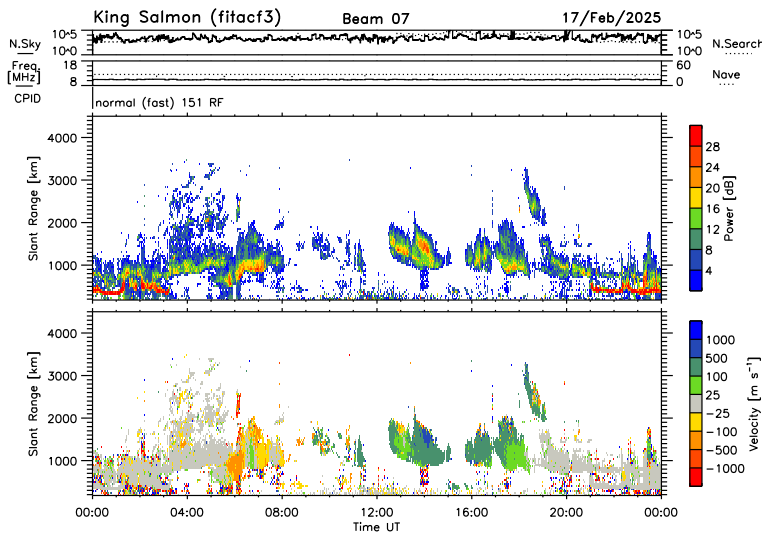 King Salmon (fitacf3) Beam 07 17/Feb/2025
N.Sky 10^5 10^5 N.Search
10^0 10^0
Freq. 18 60
[MHz] 8 0 Nave
CPID normal (fast) 151 RF
Slant Range [km]
4000
3000
2000
1000
Power [dB]
28
24
20
16
12
8
4
Slant Range [km]
4000
3000
2000
1000
Velocity [m s⁻¹]
1000
500
100
25
−25
−100
−500
−1000
00:00 04:00 08:00 12:00 16:00 20:00 00:00
Time UT